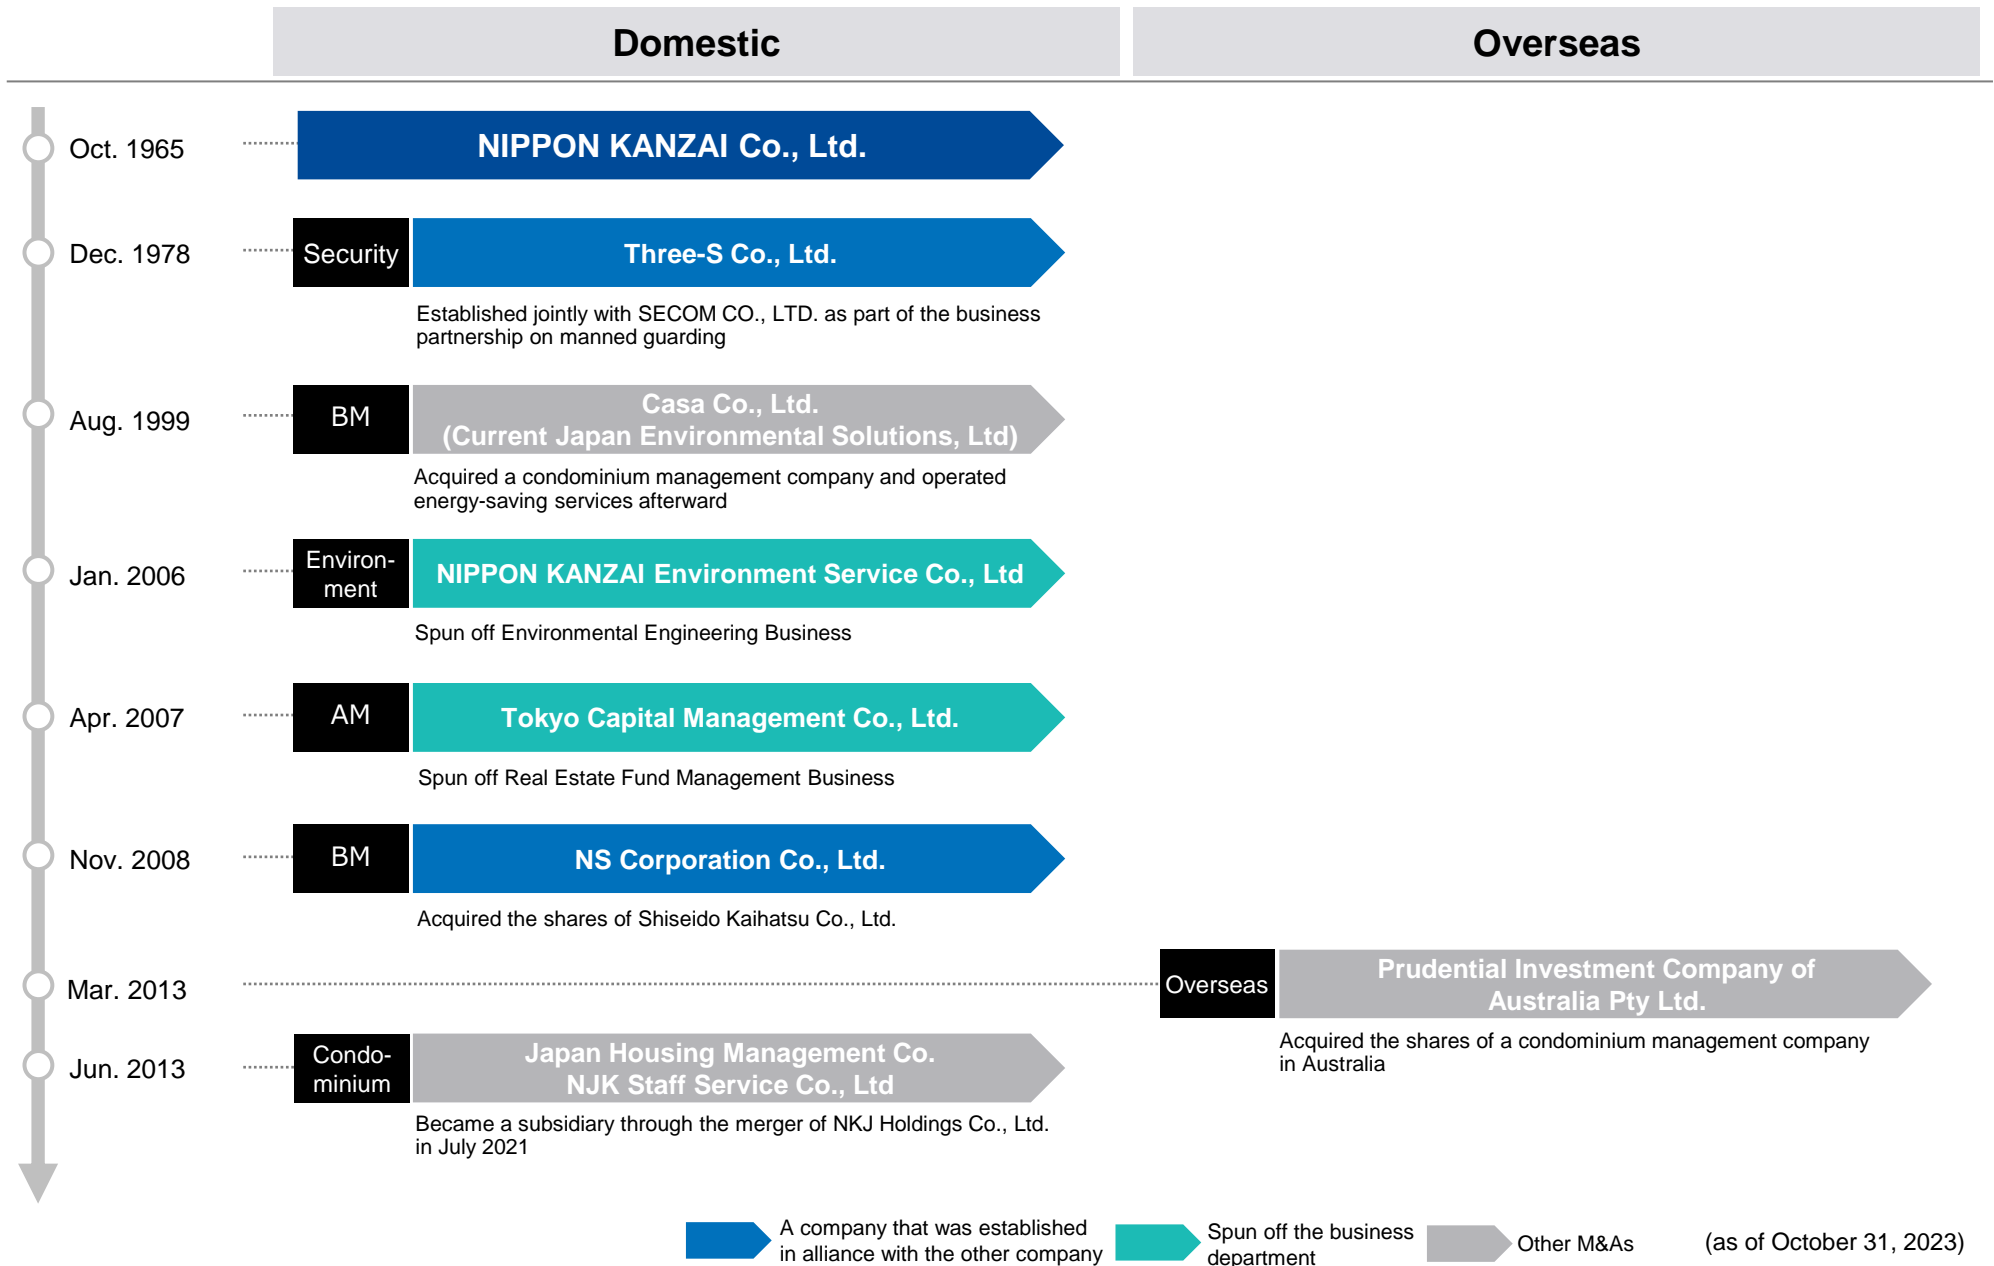 Domestic
Overseas
Oct. 1965
NIPPON KANZAI Co., Ltd.
Dec. 1978
Security
Three-S Co., Ltd.
Established jointly with SECOM CO., LTD. as part of the business
partnership on manned guarding
Aug. 1999
BM
Casa Co., Ltd.
(Current Japan Environmental Solutions, Ltd)
Acquired a condominium management company and operated
energy-saving services afterward
Jan. 2006
Environ-
ment
NIPPON KANZAI Environment Service Co., Ltd
Spun off Environmental Engineering Business
Apr. 2007
AM
Tokyo Capital Management Co., Ltd.
Spun off Real Estate Fund Management Business
Nov. 2008
BM
NS Corporation Co., Ltd.
Acquired the shares of Shiseido Kaihatsu Co., Ltd.
Mar. 2013
Overseas
Prudential Investment Company of
Australia Pty Ltd.
Acquired the shares of a condominium management company
in Australia
Jun. 2013
Condo-
minium
Japan Housing Management Co.
NJK Staff Service Co., Ltd
Became a subsidiary through the merger of NKJ Holdings Co., Ltd.
in July 2021
A company that was established
in alliance with the other company
Spun off the business
department
Other M&As
(as of October 31, 2023)